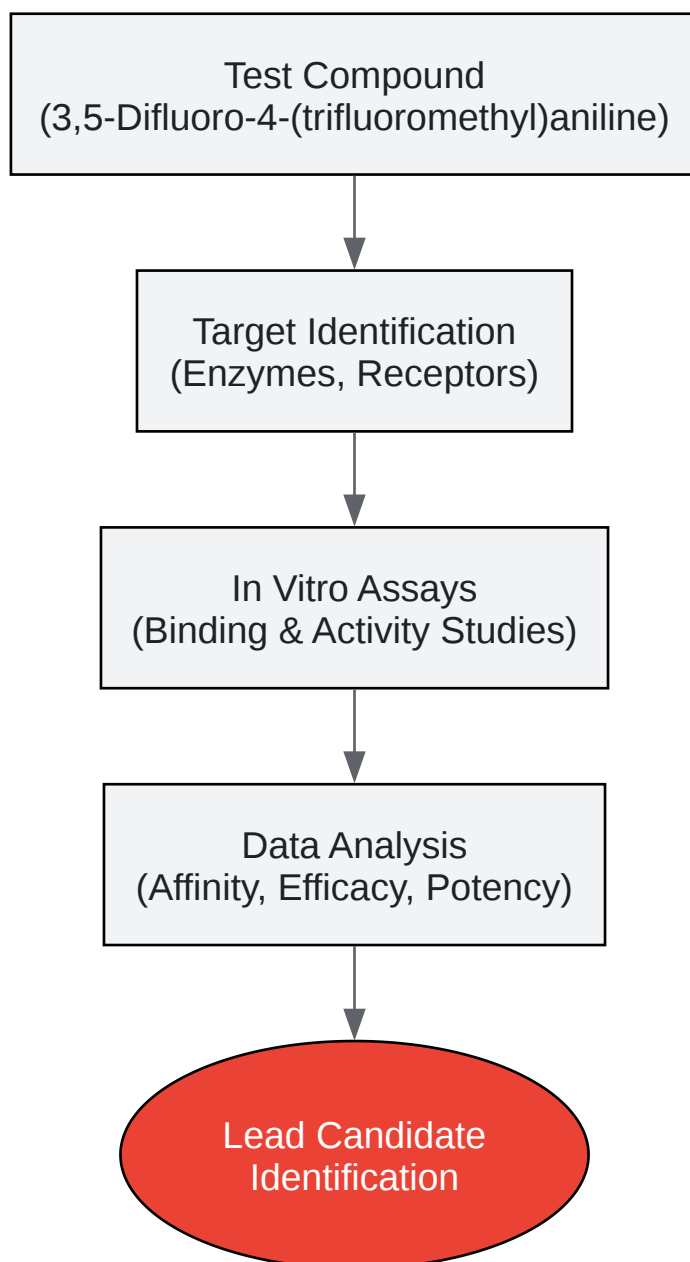 Test Compound
(3,5-Difluoro-4-(trifluoromethyl)aniline)
Target Identification
(Enzymes, Receptors)
In Vitro Assays
(Binding & Activity Studies)
Data Analysis
(Affinity, Efficacy, Potency)
Lead Candidate
Identification